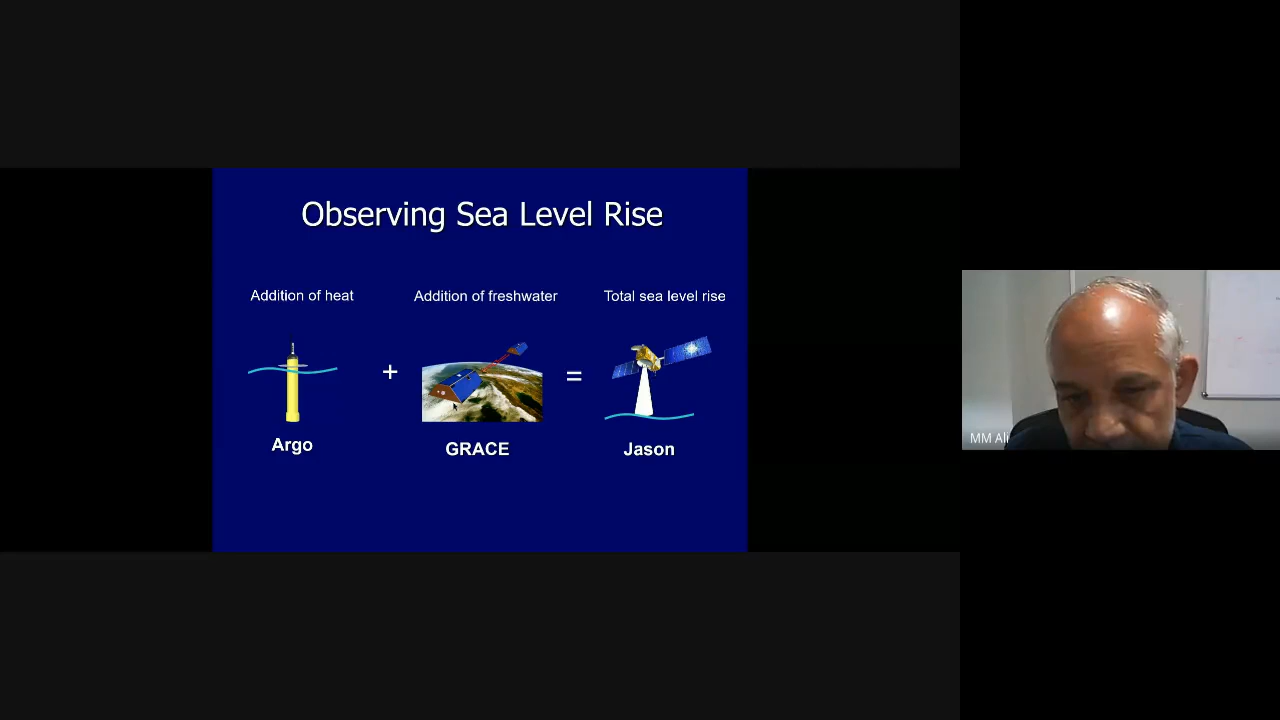 Observing Sea Level Rise
Addition of heat
Addition of freshwater
Total sea level rise
+
=
Argo
GRACE
Jason
MM Ali